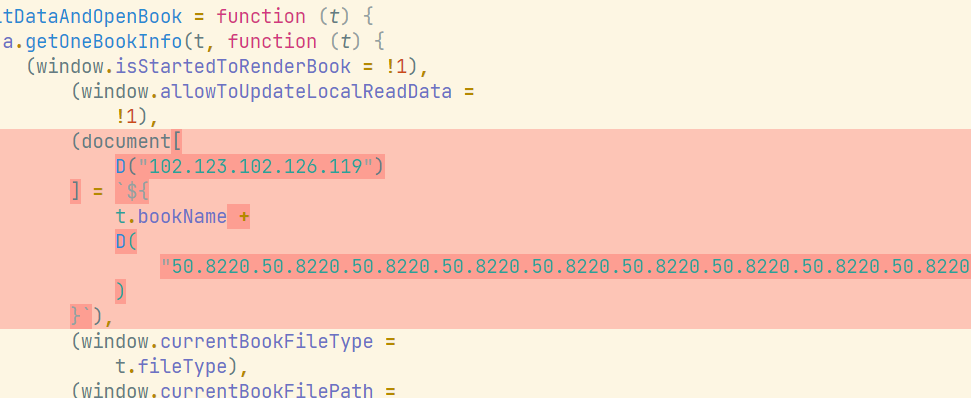 tDataAndOpenBook = function (t) {
a.getOneBookInfo(t, function (t) {
(window.isStartedToRenderBook = !1),
(window.allowToUpdateLocalReadData =
!1),
(document[
D("102.123.102.126.119")
] = `${
t.bookName +
D(
"50.8220.50.8220.50.8220.50.8220.50.8220.50.8220.50.8220.50.8220.50.8220
)
}`),
(window.currentBookFileType =
t.fileType),
(window.currentBookFilePath =